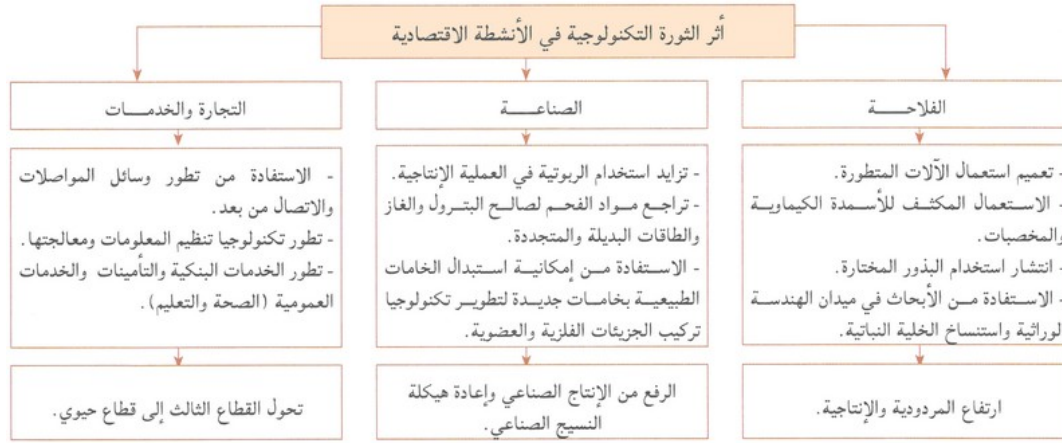 أثر الثورة التكنولوجية في الأنشطة الاقتصادية
الفلاحــــة
- تعميم استعمال الآلات المتطورة.
- الاستعمال المكثف للأسمدة الكيماوية
والمخصبات.
- انتشار استخدام البذور المختارة.
- الاستفادة من الأبحاث في ميدان الهندسة
الوراثية واستنساخ الخلية النباتية.
ارتفاع المردودية والإنتاجية.
الصناعــــة
- تزايد استخدام الربوتية في العملية الإنتاجية.
- تراجع مواد الفحم لصالح البترول والغاز
والطاقات البديلة والمتجددة.
- الاستفادة من إمكانية استبدال الخامات
الطبيعية بخامات جديدة لتطوير تكنولوجيا
تركيب الجزيئات الفلزية والعضوية.
الرفع من الإنتاج الصناعي وإعادة هيكلة
النسيج الصناعي.
التجارة والخدمــــات
- الاستفادة من تطور وسائل المواصلات
والاتصال من بعد.
- تطور تكنولوجيا تنظيم المعلومات ومعالجتها.
- تطور الخدمات البنكية والتأمينات والخدمات
العمومية (الصحة والتعليم).
تحول القطاع الثالث إلى قطاع حيوي.